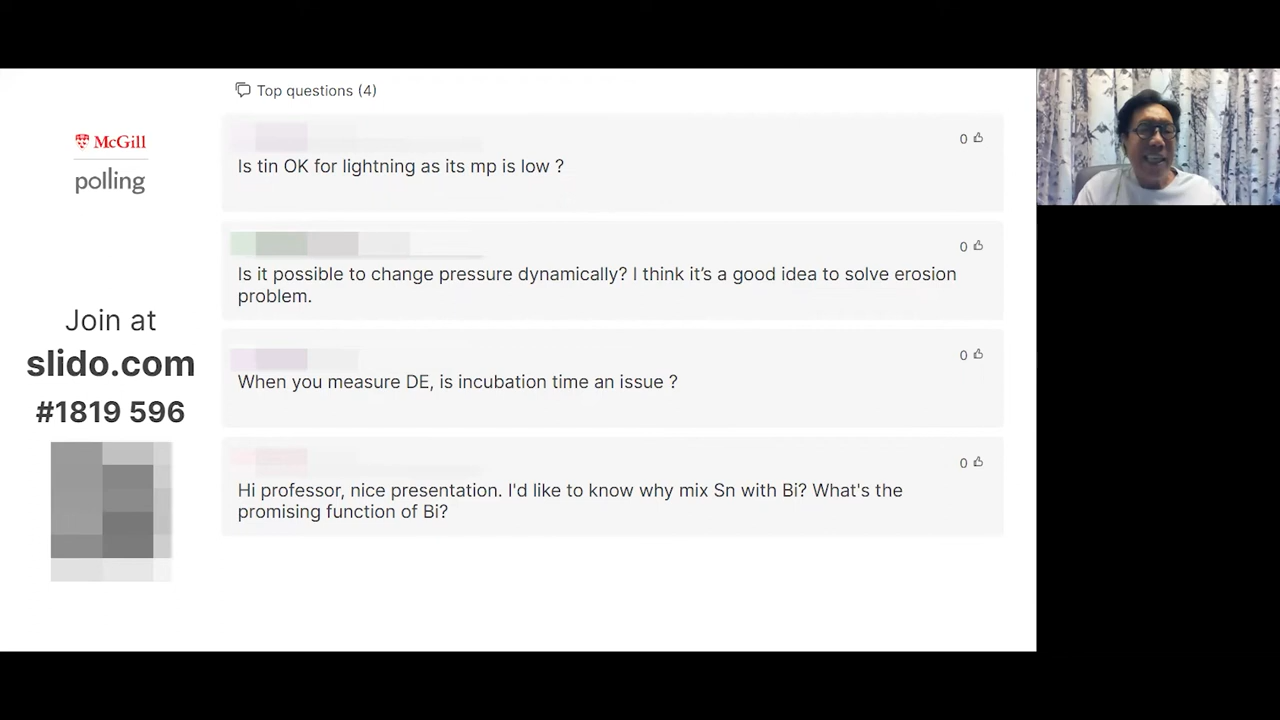 Top questions (4)
McGill
polling
Join at
slido.com
#1819 596
0
Is tin OK for lightning as its mp is low ?
0
Is it possible to change pressure dynamically? I think it’s a good idea to solve erosion
problem.
0
When you measure DE, is incubation time an issue ?
0
Hi professor, nice presentation. I'd like to know why mix Sn with Bi? What's the
promising function of Bi?